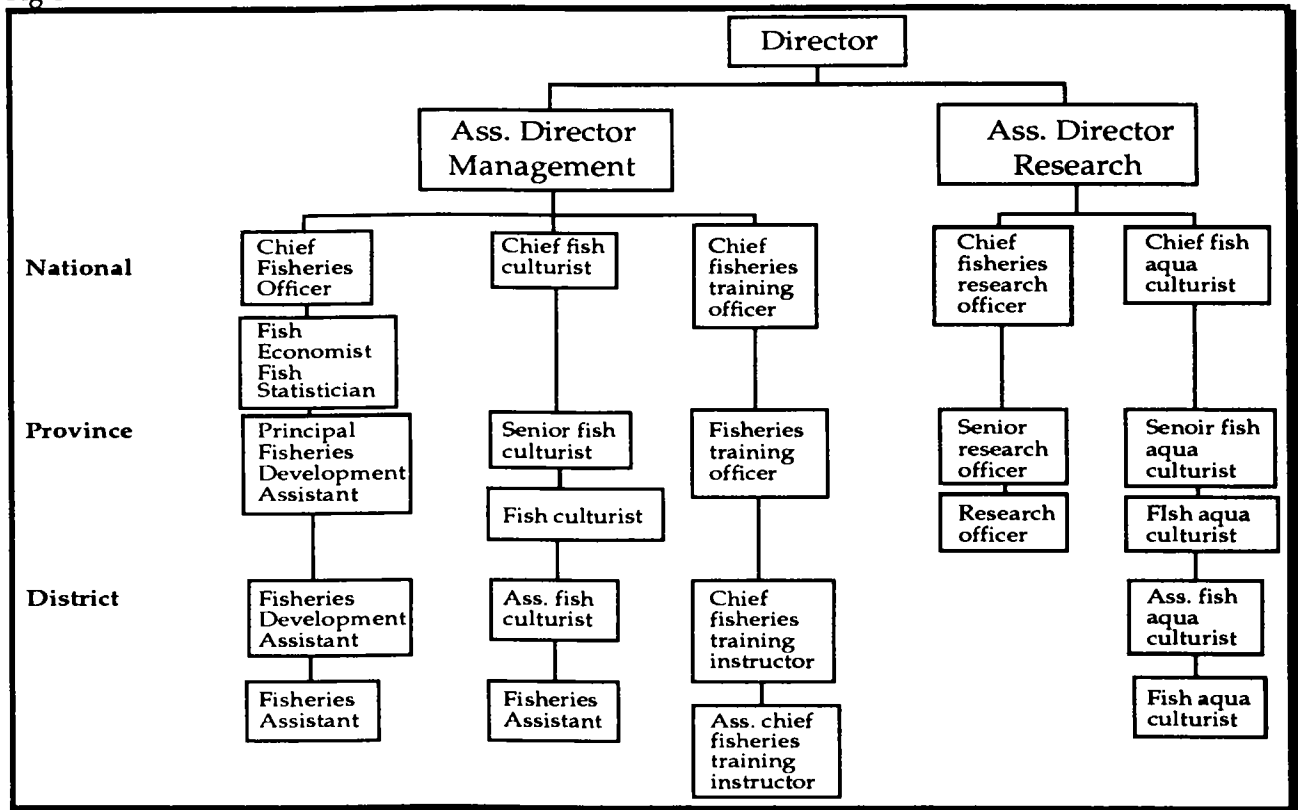 Director
Ass. Director
Management
Ass. Director
Research
National
Chief
Fisheries
Officer
Chief fish
culturist
Chief
fisheries
training
officer
Chief
fisheries
research
officer
Chief fish
aqua
culturist
Fish
Economist
Fish
Statistician
Province
Principal
Fisheries
Development
Assistant
Senior fish
culturist
Fisheries
training
officer
Senior
research
officer
Senoir fish
aqua
culturist
Fish culturist
Research
officer
FIsh aqua
culturist
District
Fisheries
Development
Assistant
Ass. fish
culturist
Chief
fisheries
training
instructor
Ass. fish
aqua
culturist
Fisheries
Assistant
Fisheries
Assistant
Ass. chief
fisheries
training
instructor
Fish aqua
culturist